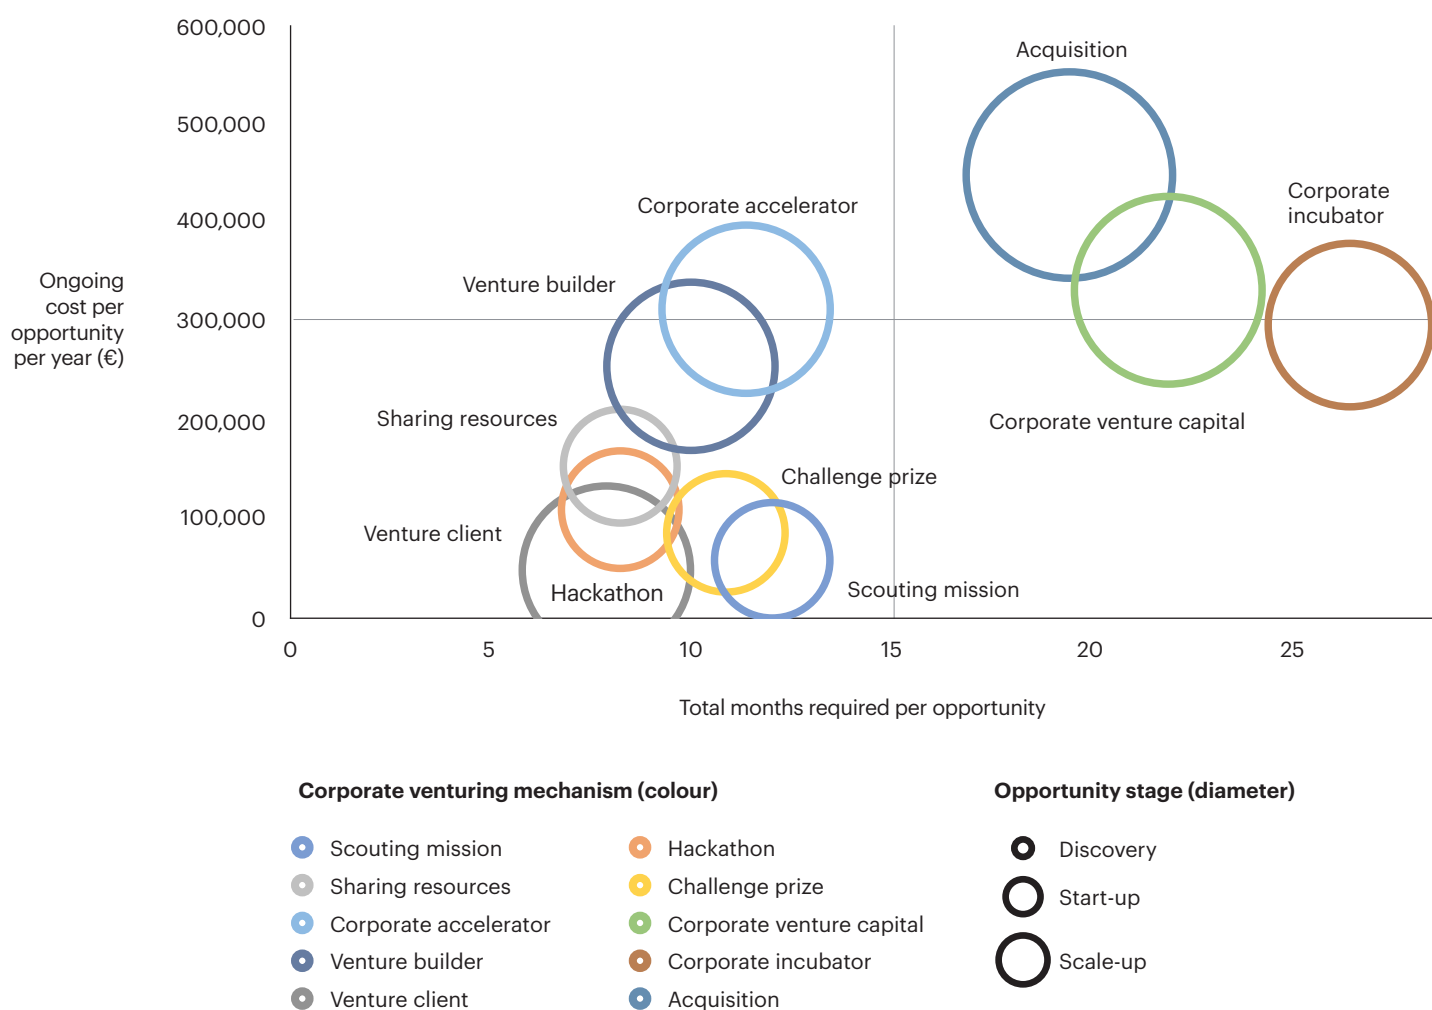 600,000
500,000
400,000
300,000
200,000
100,000
0
Ongoing
cost per
opportunity
per year (€)
Acquisition
Corporate
incubator
Corporate accelerator
Venture builder
Sharing resources
Corporate venture capital
Challenge prize
Venture client
Hackathon
Scouting mission
0 5 10 15 20 25
Total months required per opportunity
Corporate venturing mechanism (colour)
Scouting mission
Sharing resources
Corporate accelerator
Venture builder
Venture client
Hackathon
Challenge prize
Corporate venture capital
Corporate incubator
Acquisition
Opportunity stage (diameter)
Discovery
Start-up
Scale-up